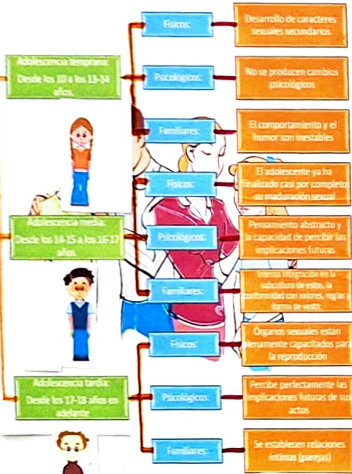 Físicos:
Desarrollo de caracteres
sexuales secundarios
Adolescencia temprana:
Desde los 10 a los 13-14
años.
Psicológicos:
No se producen cambios
psicológicos
Familiares:
El comportamiento y el
humor son inestables
Físicos:
El adolescente ya ha
finalizado casi por completo
su maduración sexual
Adolescencia media:
Desde los 14-15 a los 16-17
años.
Psicológicos:
Pensamiento abstracto y
la capacidad de percibir las
implicaciones futuras
Familiares:
Intensa integración en la
subcultura de estos, la
conformidad con valores, reglas y
forma de vestir
Físicos:
Órganos sexuales están
plenamente capacitados para
la reproducción
Adolescencia tardía:
Desde los 17-18 años en
adelante
Psicológicos:
Percibe perfectamente las
implicaciones futuras de sus
actos
Familiares:
Se establecen relaciones
íntimas (parejas)